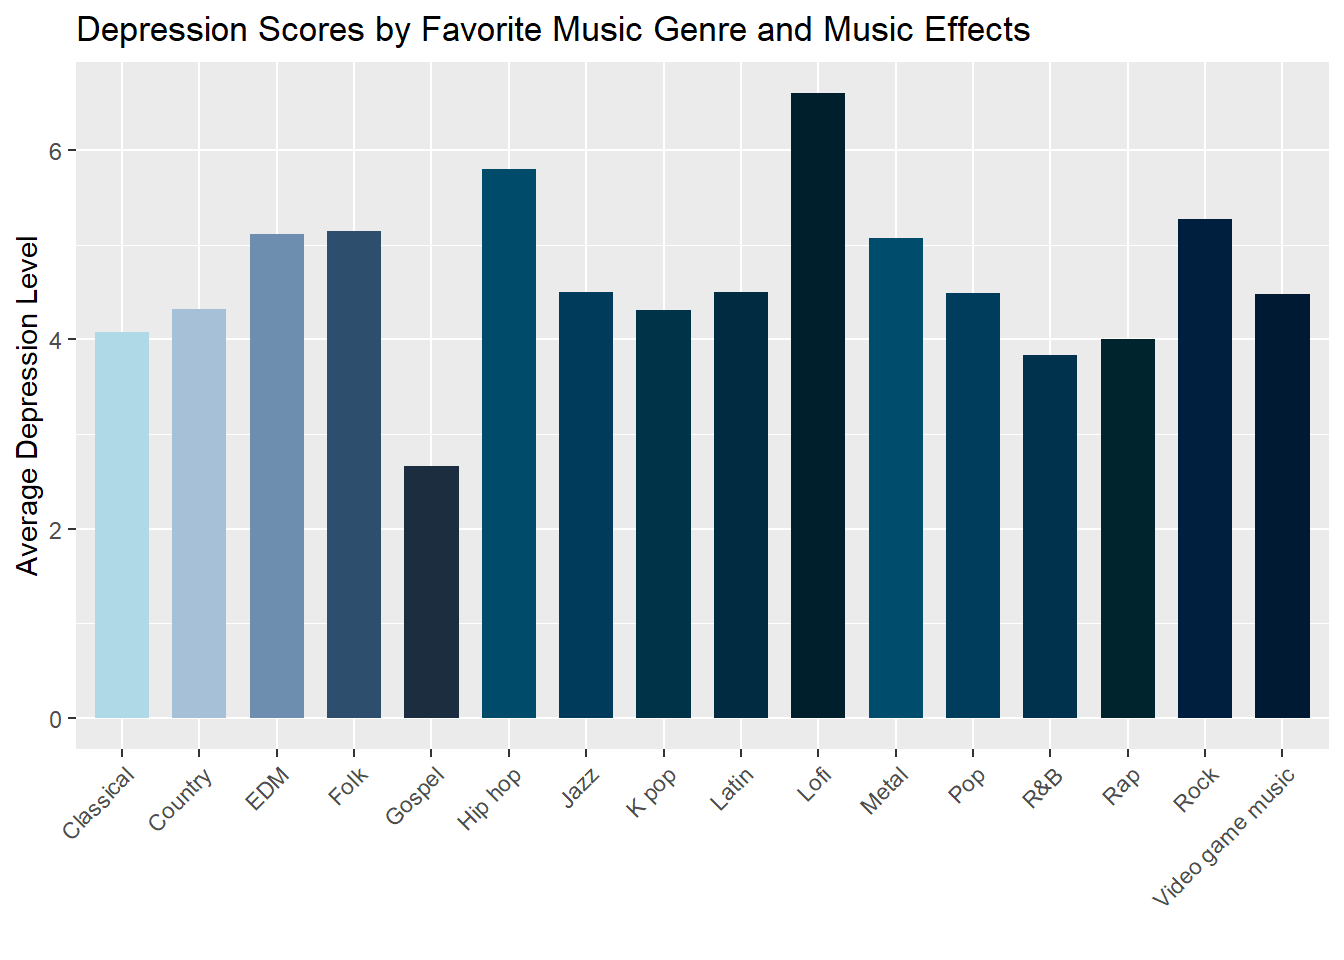 Depression Scores by Favorite Music Genre and Music Effects
Average Depression Level
6
4
2
0
Classical
Country
EDM
Folk
Gospel
Hip hop
Jazz
K pop
Latin
Lofi
Metal
Pop
R&B
Rap
Rock
Video game music